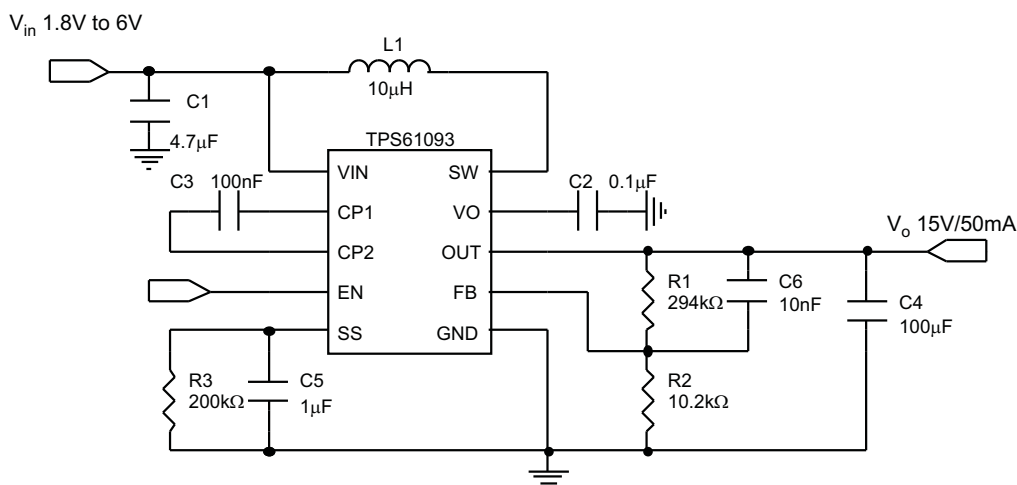 Vin 1.8V to 6V
L1
10μH
C1
4.7μF
TPS61093
C3 100nF
VIN
SW
C2 0.1μF
CP1
VO
Vo 15V/50mA
CP2
OUT
EN
FB
R1
294kΩ
C6
10nF
C4
100μF
SS
GND
R3
200kΩ
C5
1μF
R2
10.2kΩ